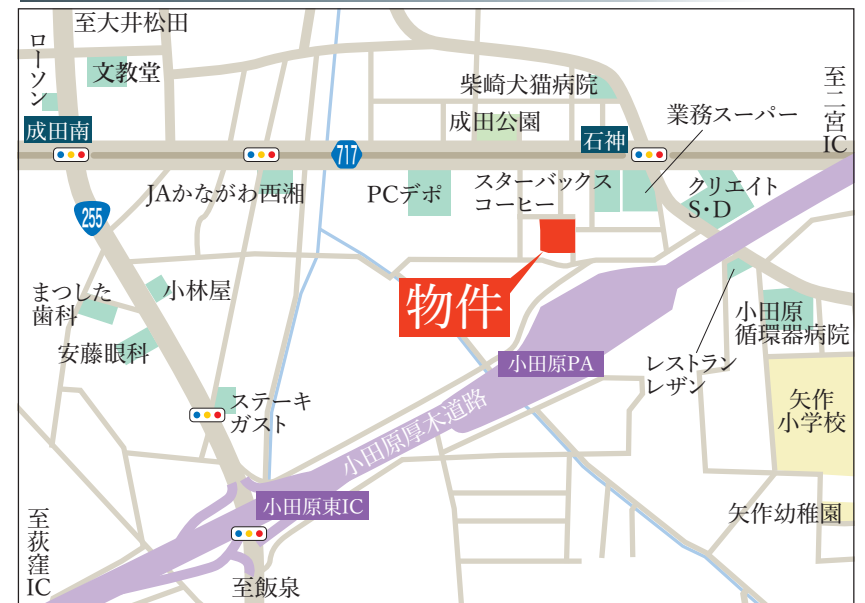 至大井松田
ローソン
文教堂
柴崎犬猫病院
至二宮IC
成田公園
業務スーパー
成田南
石神
717
JAかながわ西湘
PCデポ
スターバックス
コーヒー
クリエイト
S・D
255
まつした
歯科
小林屋
物件
小田原
循環器病院
安藤眼科
小田原PA
レストラン
レザン
ステーキ
ガスト
小田原厚木道路
矢作
小学校
小田原東IC
矢作幼稚園
至荻窪IC
至飯泉